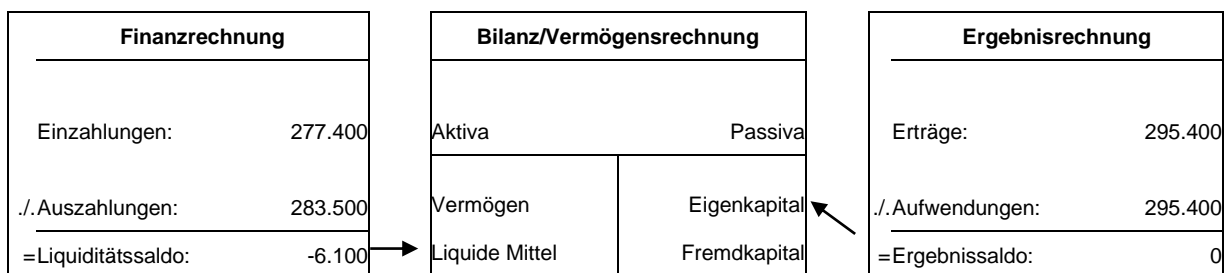 Finanzrechnung
Einzahlungen: 277.400
./.Auszahlungen: 283.500
=Liquiditätssaldo: -6.100
Bilanz/Vermögensrechnung
Aktiva Passiva
Vermögen Eigenkapital
Liquide Mittel Fremdkapital
Ergebnisrechnung
Erträge: 295.400
./.Aufwendungen: 295.400
=Ergebnissaldo: 0